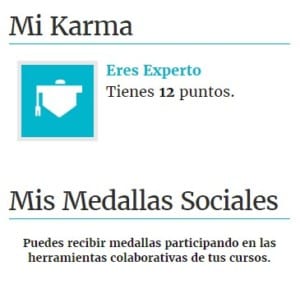 Mi Karma
Eres Experto
Tienes 12 puntos.
Mis Medallas Sociales
Puedes recibir medallas participando en las
herramientas colaborativas de tus cursos.